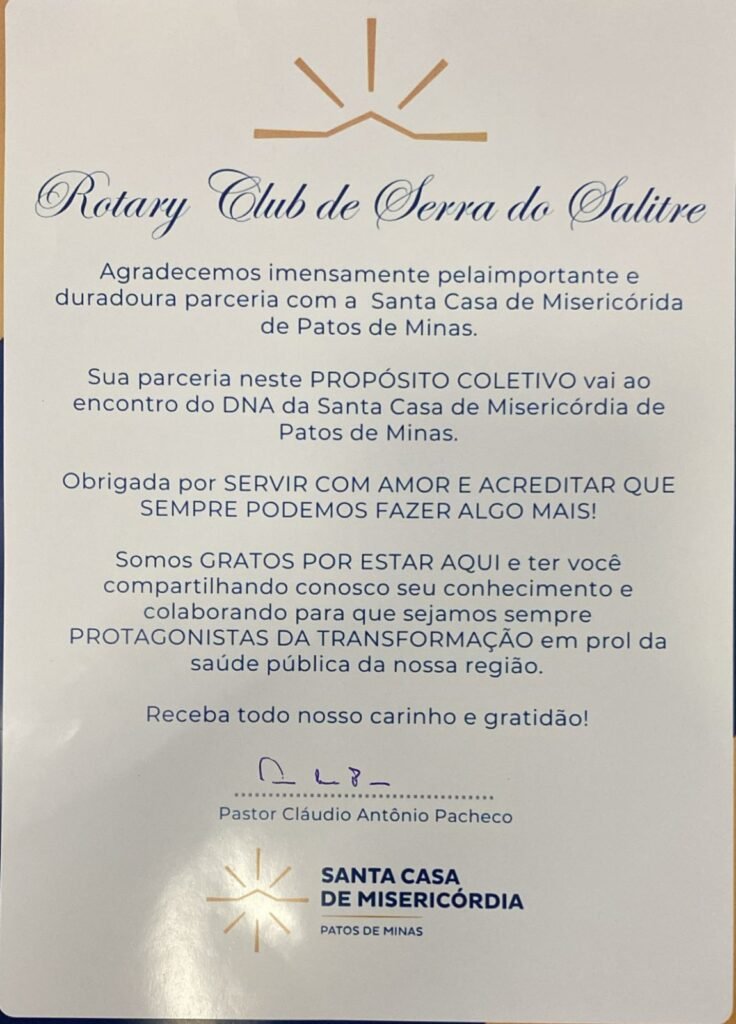 Rotary Club de Serra do Salitre
Agradecemos imensamente pelaimportante e
duradoura parceria com a Santa Casa de Misericórida
de Patos de Minas.
Sua parceria neste PROPÓSITO COLETIVO vai ao
encontro do DNA da Santa Casa de Misericórdia de
Patos de Minas.
Obrigada por SERVIR COM AMOR E ACREDITAR QUE
SEMPRE PODEMOS FAZER ALGO MAIS!
Somos GRATOS POR ESTAR AQUI e ter você
compartilhando conosco seu conhecimento e
colaborando para que sejamos sempre
PROTAGONISTAS DA TRANSFORMAÇÃO em prol da
saúde pública da nossa região.
Receba todo nosso carinho e gratidão!
Pastor Cláudio Antônio Pacheco
SANTA CASA
DE MISERICÓRDIA
PATOS DE MINAS